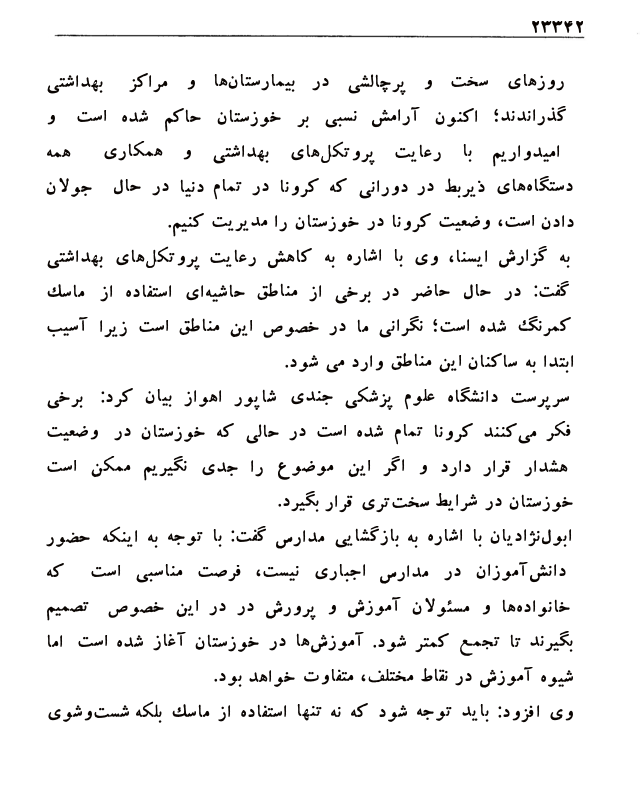 ۲۳۳۴۲
روزهای سخت و پرچالشی در بیمارستان‌ها و مراکز بهداشتی
گذراندند؛ اکنون آرامش نسبی بر خوزستان حاکم شده است و
امیدواریم با رعایت پروتکل‌های بهداشتی و همکاری همه
دستگاه‌های ذیربط در دورانی که کرونا در تمام دنیا در حال جولان
دادن است، وضعیت کرونا در خوزستان را مدیریت کنیم.
به گزارش ایسنا، وی با اشاره به کاهش رعایت پروتکل‌های بهداشتی
گفت: در حال حاضر در برخی از مناطق حاشیه‌ای استفاده از ماسک
کمرنگ شده است؛ نگرانی ما در خصوص این مناطق است زیرا آسیب
ابتدا به ساکنان این مناطق وارد می شود.
سرپرست دانشگاه علوم پزشکی جندی شاپور اهواز بیان کرد: برخی
فکر می‌کنند کرونا تمام شده است در حالی که خوزستان در وضعیت
هشدار قرار دارد و اگر این موضوع را جدی نگیریم ممکن است
خوزستان در شرایط سخت‌تری قرار بگیرد.
ابول‌نژادیان با اشاره به بازگشایی مدارس گفت: با توجه به اینکه حضور
دانش‌آموزان در مدارس اجباری نیست، فرصت مناسبی است که
خانواده‌ها و مسئولان آموزش و پرورش در در این خصوص تصمیم
بگیرند تا تجمع کمتر شود. آموزش‌ها در خوزستان آغاز شده است اما
شیوه آموزش در نقاط مختلف، متفاوت خواهد بود.
وی افزود: باید توجه شود که نه تنها استفاده از ماسک بلکه شست‌وشوی